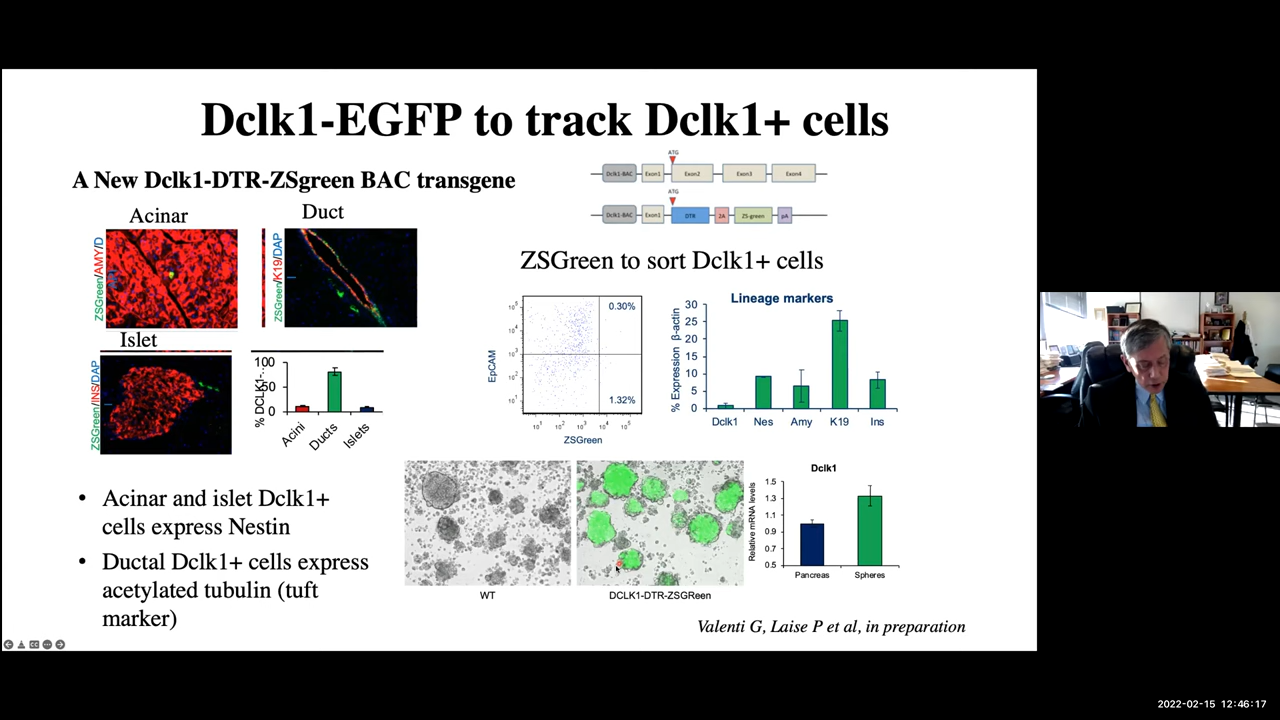 Dclk1-EGFP to track Dclk1+ cells
A New Dclk1-DTR-ZSgreen BAC transgene
ATG
Dclk1-BAC Exon1 Exon2 Exon3 Exon4
ATG
Dclk1-BAC Exon1 DTR 2A ZS-green pA
Acinar
Duct
ZSGreen/AMY/D
ZSGreen/K19/DAP
Islet
ZSGreen/INS/DAP
% DCLK1-
100
50
0
Acini Ducts Islets
ZSGreen to sort Dclk1+ cells
EpCAM
0.30%
1.32%
ZSGreen
Lineage markers
% Expression β-actin
30
25
20
15
10
5
0
Dclk1 Nes Amy K19 Ins
• Acinar and islet Dclk1+
cells express Nestin
• Ductal Dclk1+ cells express
acetylated tubulin (tuft
marker)
WT
DCLK1-DTR-ZSGReen
Dclk1
Relative mRNA levels
1.5
1.3
1.1
0.9
0.7
0.5
Pancreas Spheres
Valenti G, Laise P et al, in preparation
2022-02-15 12:46:17